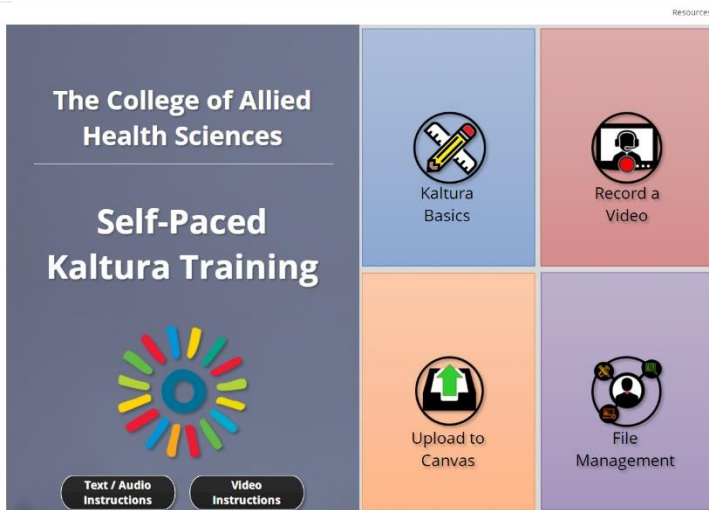 Resources
The College of Allied
Health Sciences
Self-Paced
Kaltura Training
Text / Audio
Instructions
Video
Instructions
Kaltura
Basics
Record a
Video
Upload to
Canvas
File
Management